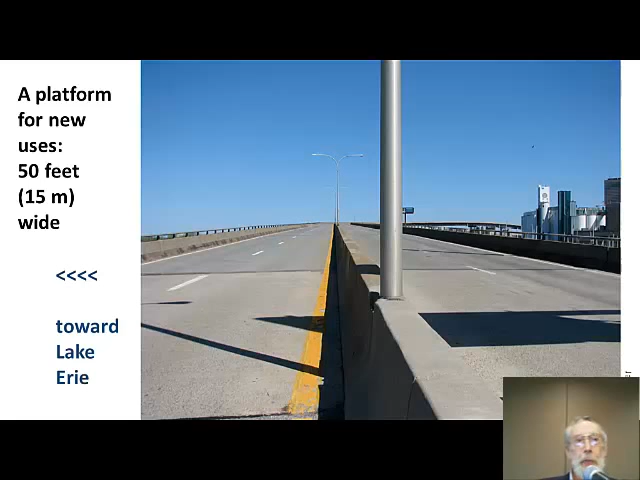 A platform
for new
uses:
50 feet
(15 m)
wide
<<<<
toward
Lake
Erie